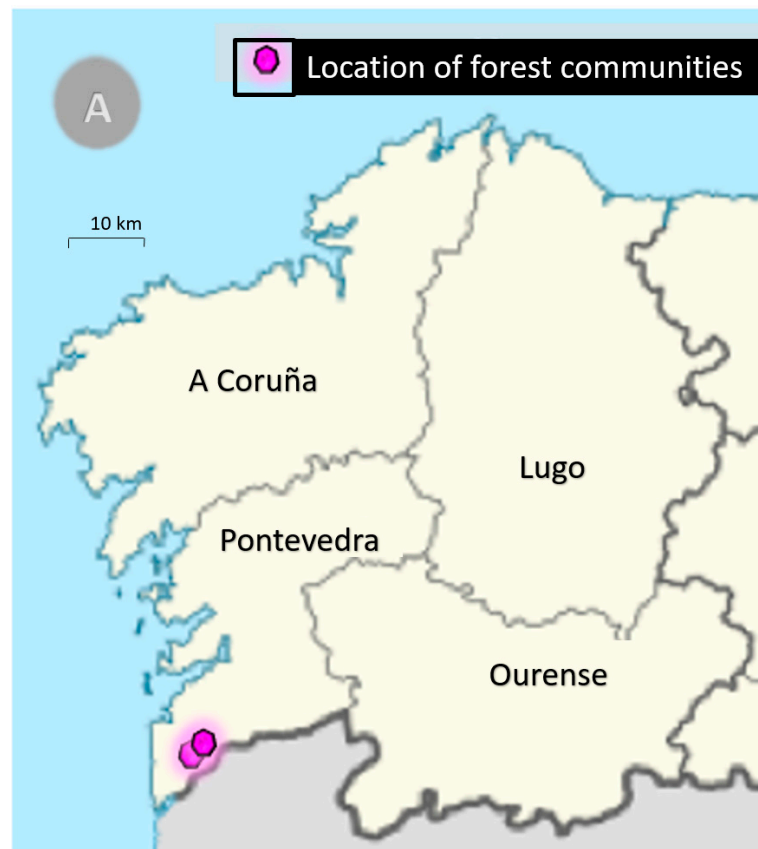 Location of forest communities
A
10 km
A Coruña
Lugo
Pontevedra
Ourense